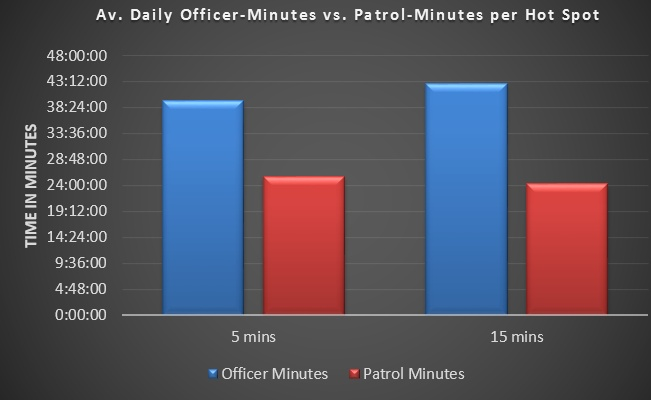 Av. Daily Officer-Minutes vs. Patrol-Minutes per Hot Spot
TIME IN MINUTES
48:00:00
43:12:00
38:24:00
33:36:00
28:48:00
24:00:00
19:12:00
14:24:00
9:36:00
4:48:00
0:00:00
5 mins 15 mins
Officer Minutes Patrol Minutes